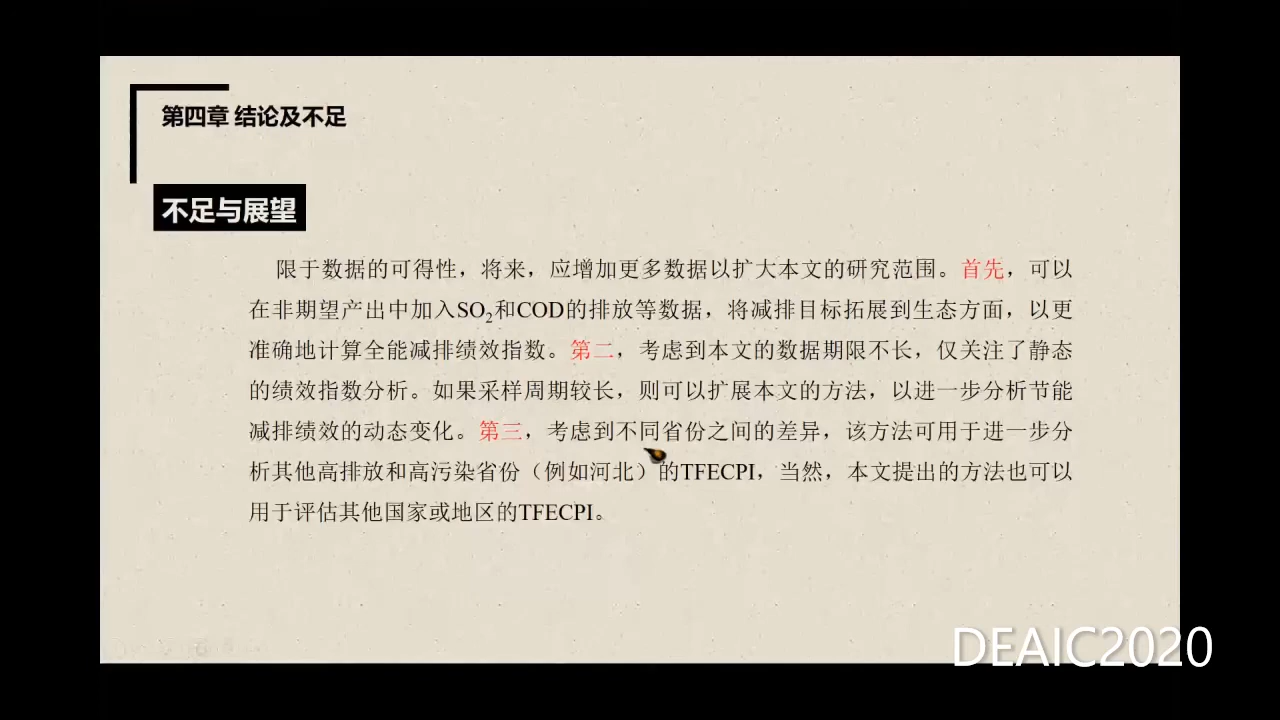 第四章 结论及不足
不足与展望
限于数据的可得性，将来，应增加更多数据以扩大本文的研究范围。首先，可以
在非期望产出中加入SO2和COD的排放等数据，将减排目标拓展到生态方面，以更
准确地计算全能减排绩效指数。第二，考虑到本文的数据期限不长，仅关注了静态
的绩效指数分析。如果采样周期较长，则可以扩展本文的方法，以进一步分析节能
减排绩效的动态变化。第三，考虑到不同省份之间的差异，该方法可用于进一步分
析其他高排放和高污染省份（例如河北）的TFECPI，当然，本文提出的方法也可以
用于评估其他国家或地区的TFECPI。
DEAIC2020